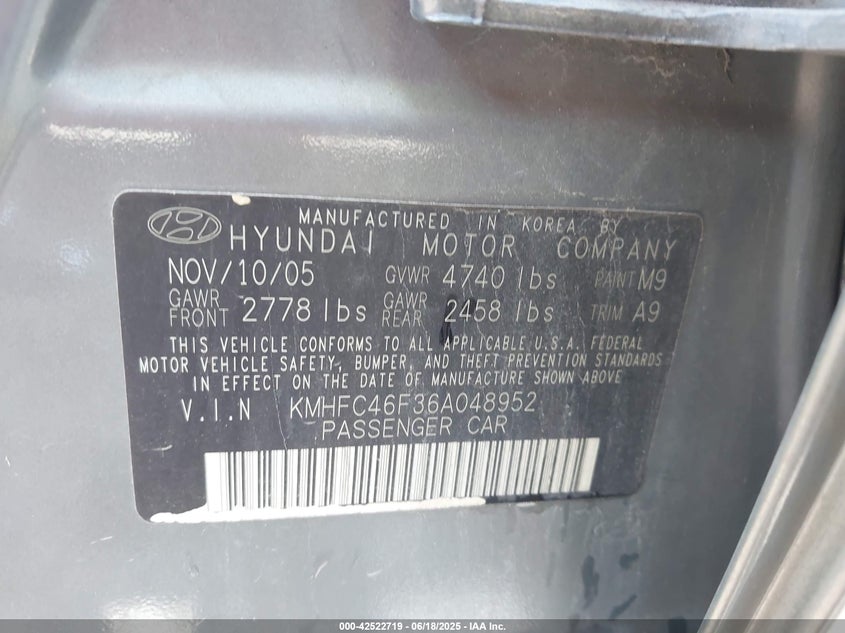 MANUFACTURED IN KOREA BY
HYUNDAI MOTOR COMPANY
NOV/10/05 GVWR 4740 lbs PAINT M9
GAWR FRONT 2778 lbs GAWR REAR 2458 lbs TRIM A9
THIS VEHICLE CONFORMS TO ALL APPLICABLE U.S.A. FEDERAL
MOTOR VEHICLE SAFETY, BUMPER, AND THEFT PREVENTION STANDARDS
IN EFFECT ON THE DATE OF MANUFACTURE SHOWN ABOVE
V.I.N KMHFC46F36A048952
PASSENGER CAR
000-42522719 - 06/18/2025 - IAA Inc.